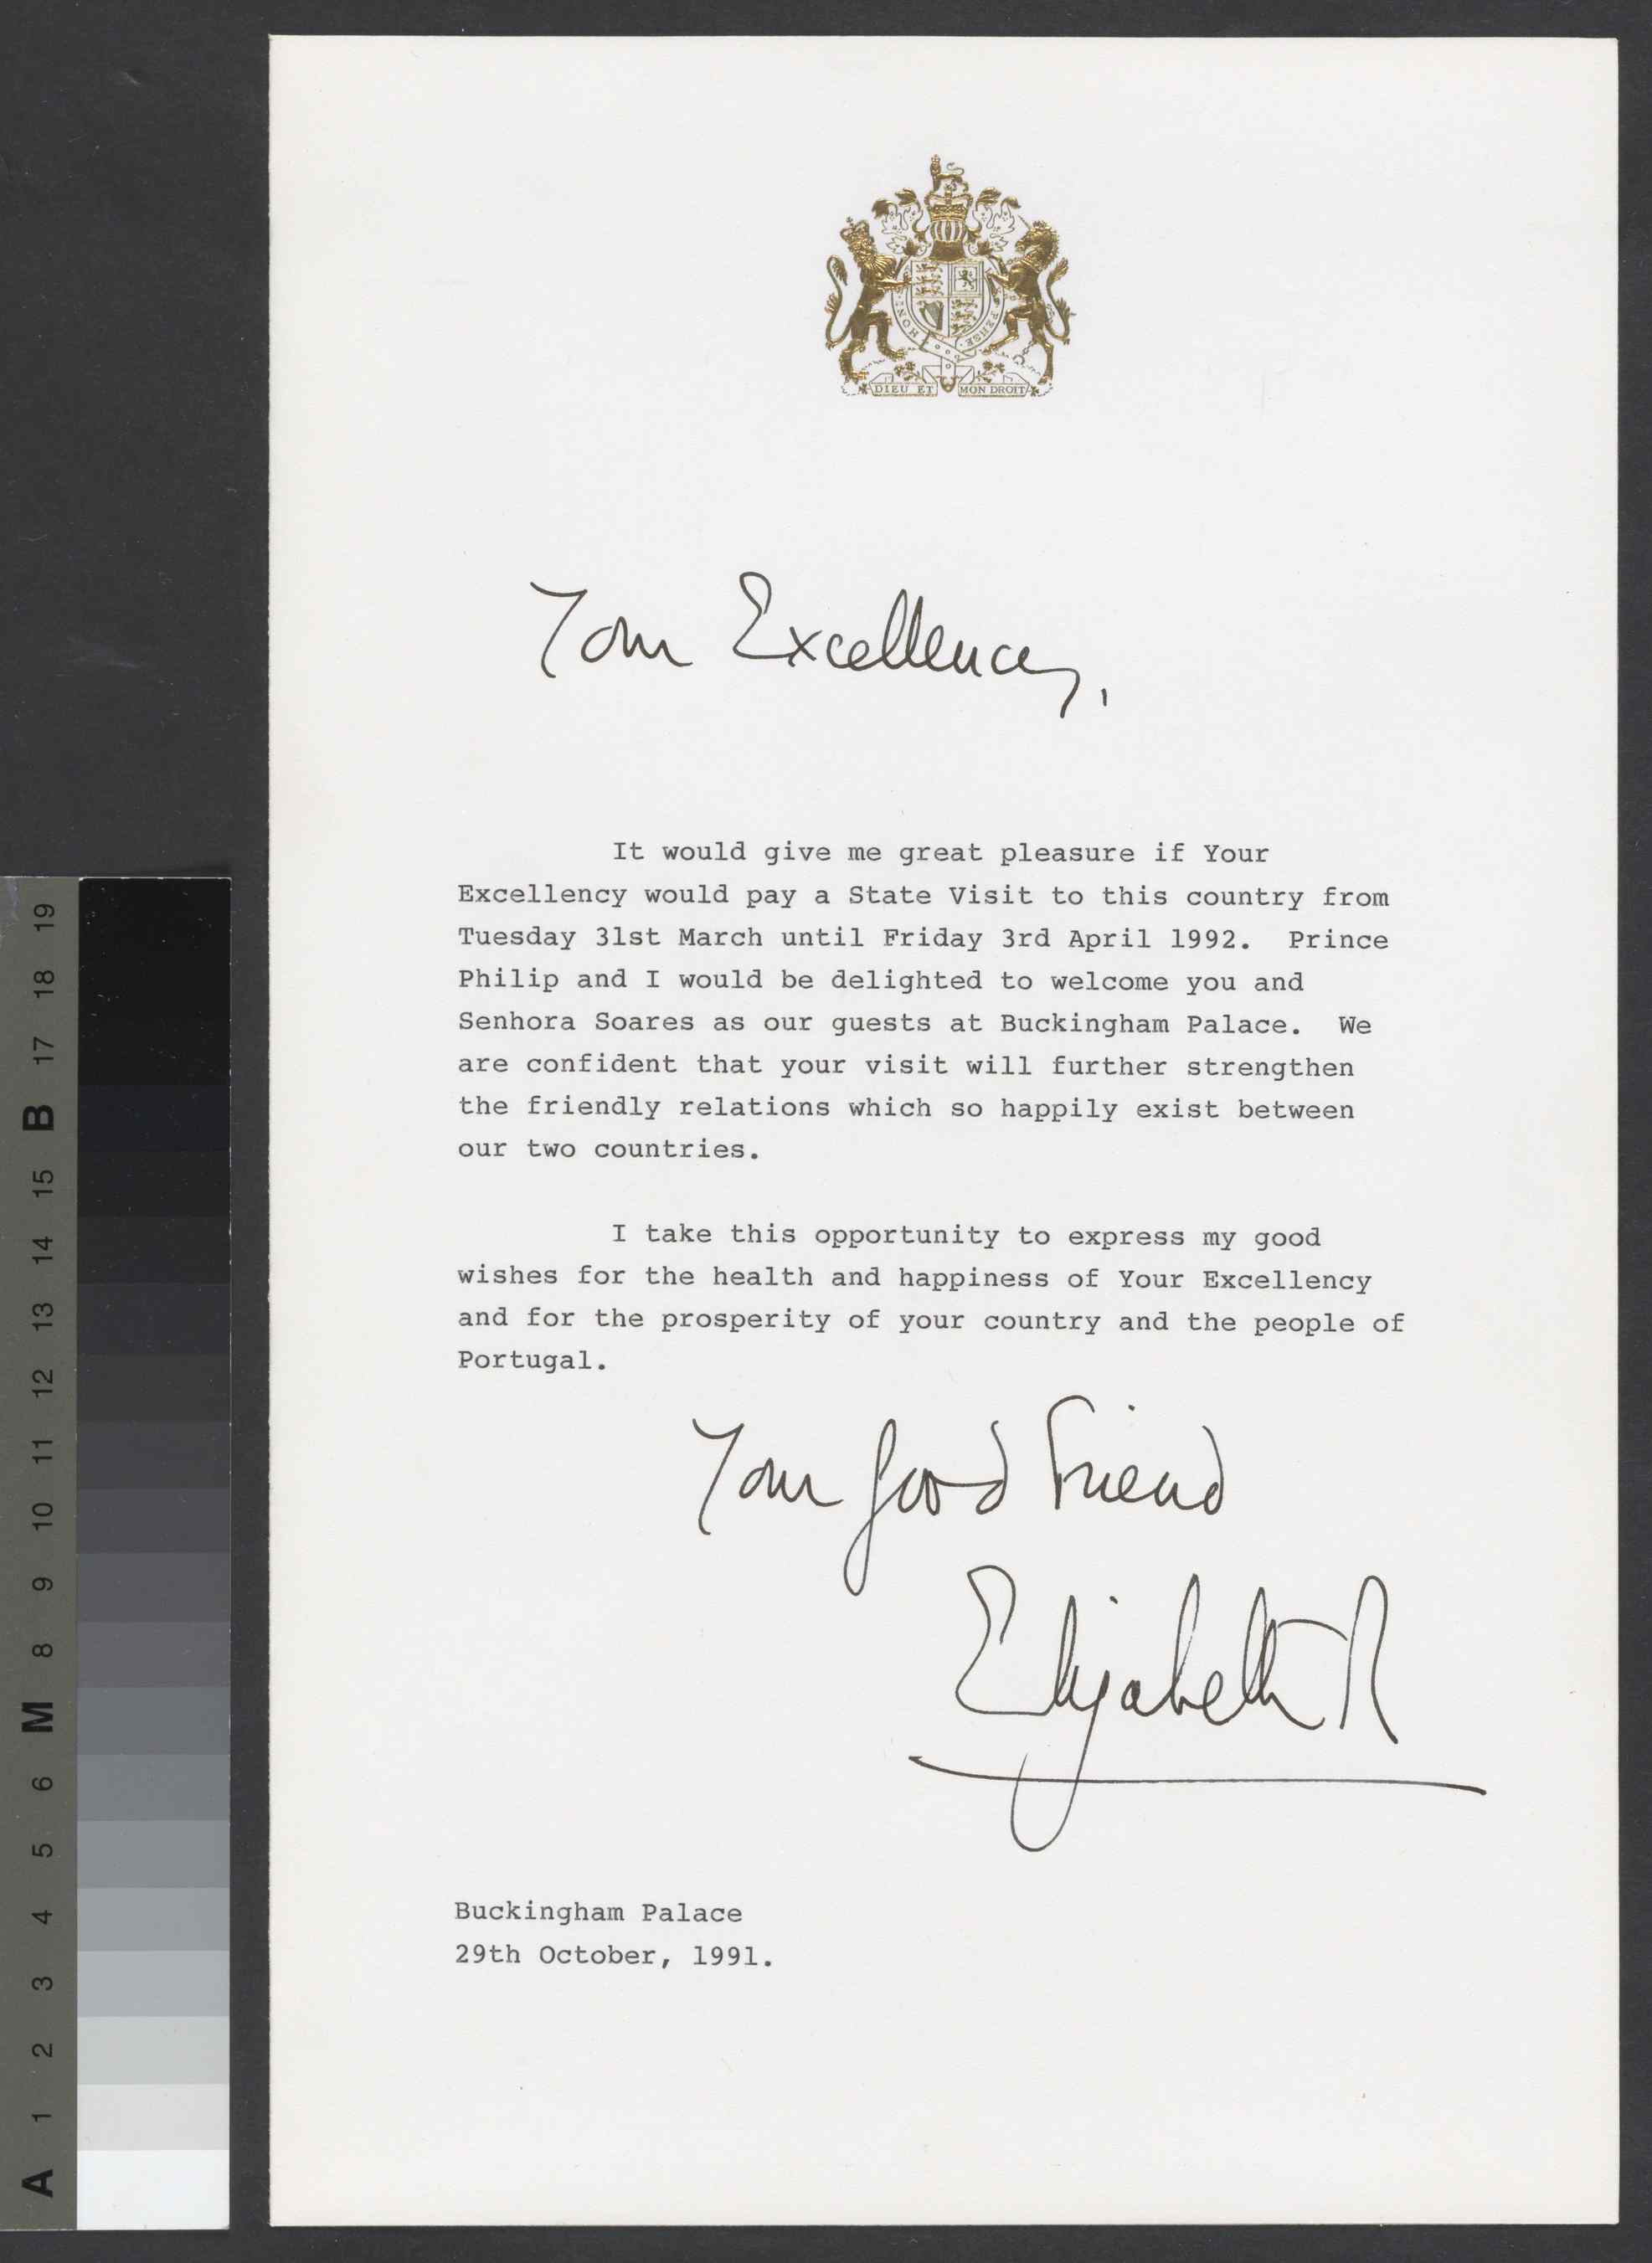 DIEU ET MON DROIT
Your Excellency,
It would give me great pleasure if Your
Excellency would pay a State Visit to this country from
Tuesday 31st March until Friday 3rd April 1992. Prince
Philip and I would be delighted to welcome you and
Senhora Soares as our guests at Buckingham Palace. We
are confident that your visit will further strengthen
the friendly relations which so happily exist between
our two countries.
I take this opportunity to express my good
wishes for the health and happiness of Your Excellency
and for the prosperity of your country and the people of
Portugal.
Your good Friend
Elizabeth R
Buckingham Palace
29th October, 1991.
A 1 2 3 4 5 6 M 8 9 10 11 12 13 14 15 B 17 18 19